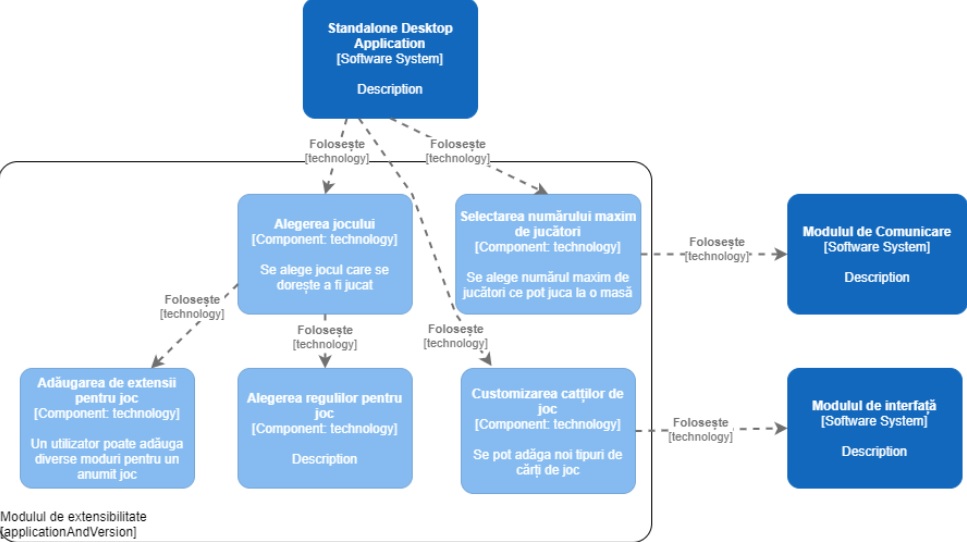 Standalone Desktop
Application
[Software System]
Description
Folosește
[technology]
Folosește
[technology]
Alegerea jocului
[Component: technology]
Se alege jocul care se
dorește a fi jucat
Selectarea numărului maxim
de jucători
[Component: technology]
Se alege numărul maxim de
jucători ce pot juca la o masă
Folosește
[technology]
Modulul de Comunicare
[Software System]
Description
Folosește
[technology]
Folosește
[technology]
Folosește
[technology]
Adăugarea de extensii
pentru joc
[Component: technology]
Un utilizator poate adăuga
diverse moduri pentru un
anumit joc
Alegerea regulilor pentru
joc
[Component: technology]
Description
Customizarea catților de
joc
[Component: technology]
Se pot adăga noi tipuri de
cărți de joc
Folosește
[technology]
Modulul de interfață
[Software System]
Description
Modulul de extensibilitate
[applicationAndVersion]